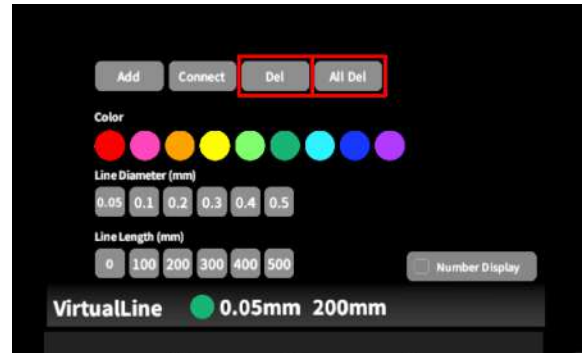 Add Connect Del All Del
Color
Line Diameter (mm)
0.05 0.1 0.2 0.3 0.4 0.5
Line Length (mm)
0 100 200 300 400 500
Number Display
VirtualLine 0.05mm 200mm